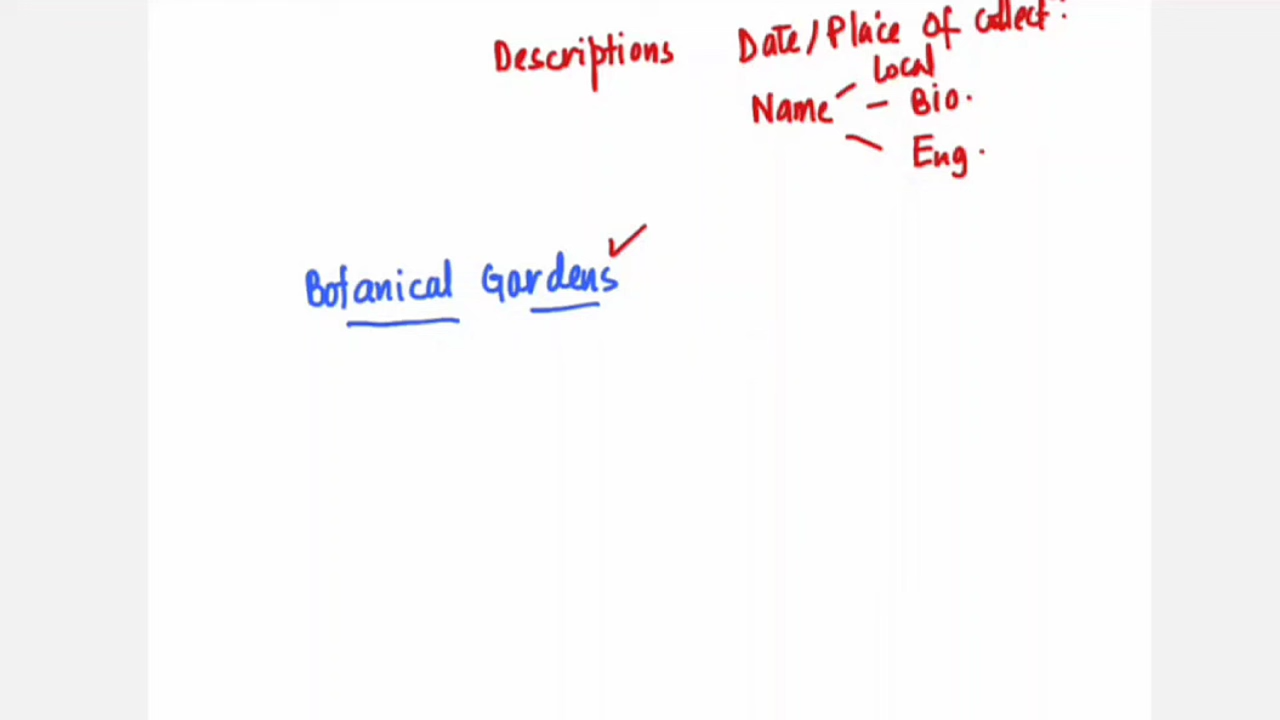 Descriptions Date/Place of collect:
Local
Name - Bio.
Eng.
Botanical Gardens